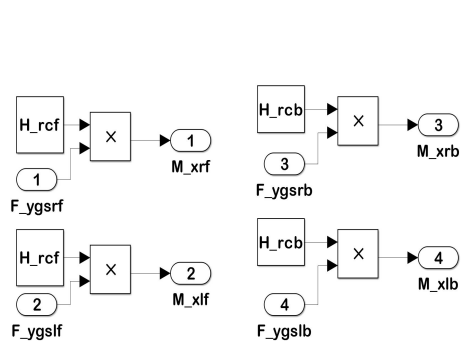 H_rcf
×
1
M_xrf
1
F_ygsrf
H_rcb
×
3
M_xrb
3
F_ygsrb
H_rcf
×
2
M_xlf
2
F_ygslf
H_rcb
×
4
M_xlb
4
F_ygslb